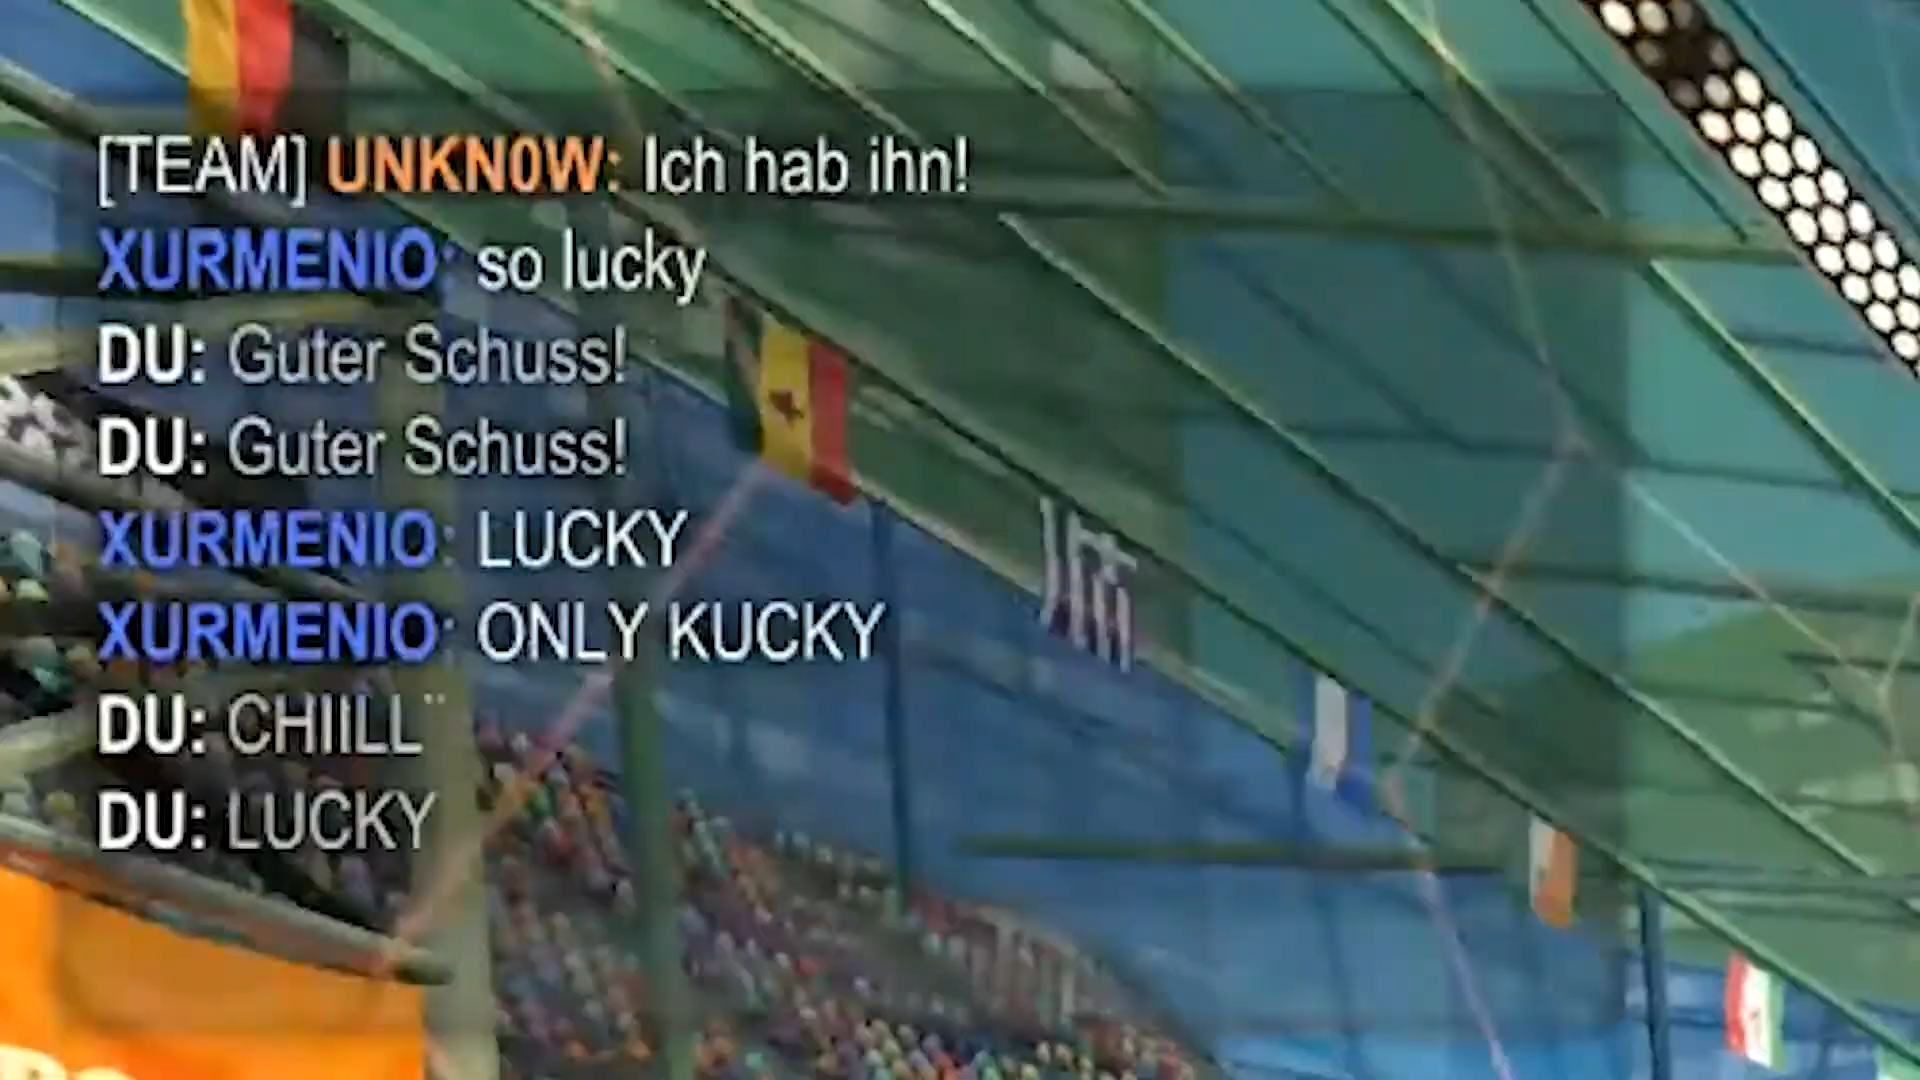 [TEAM] UNKN0W: Ich hab ihn!
XURMENIO: so lucky
DU: Guter Schuss!
DU: Guter Schuss!
XURMENIO: LUCKY
XURMENIO: ONLY KUCKY
DU: CHIILL¨
DU: LUCKY